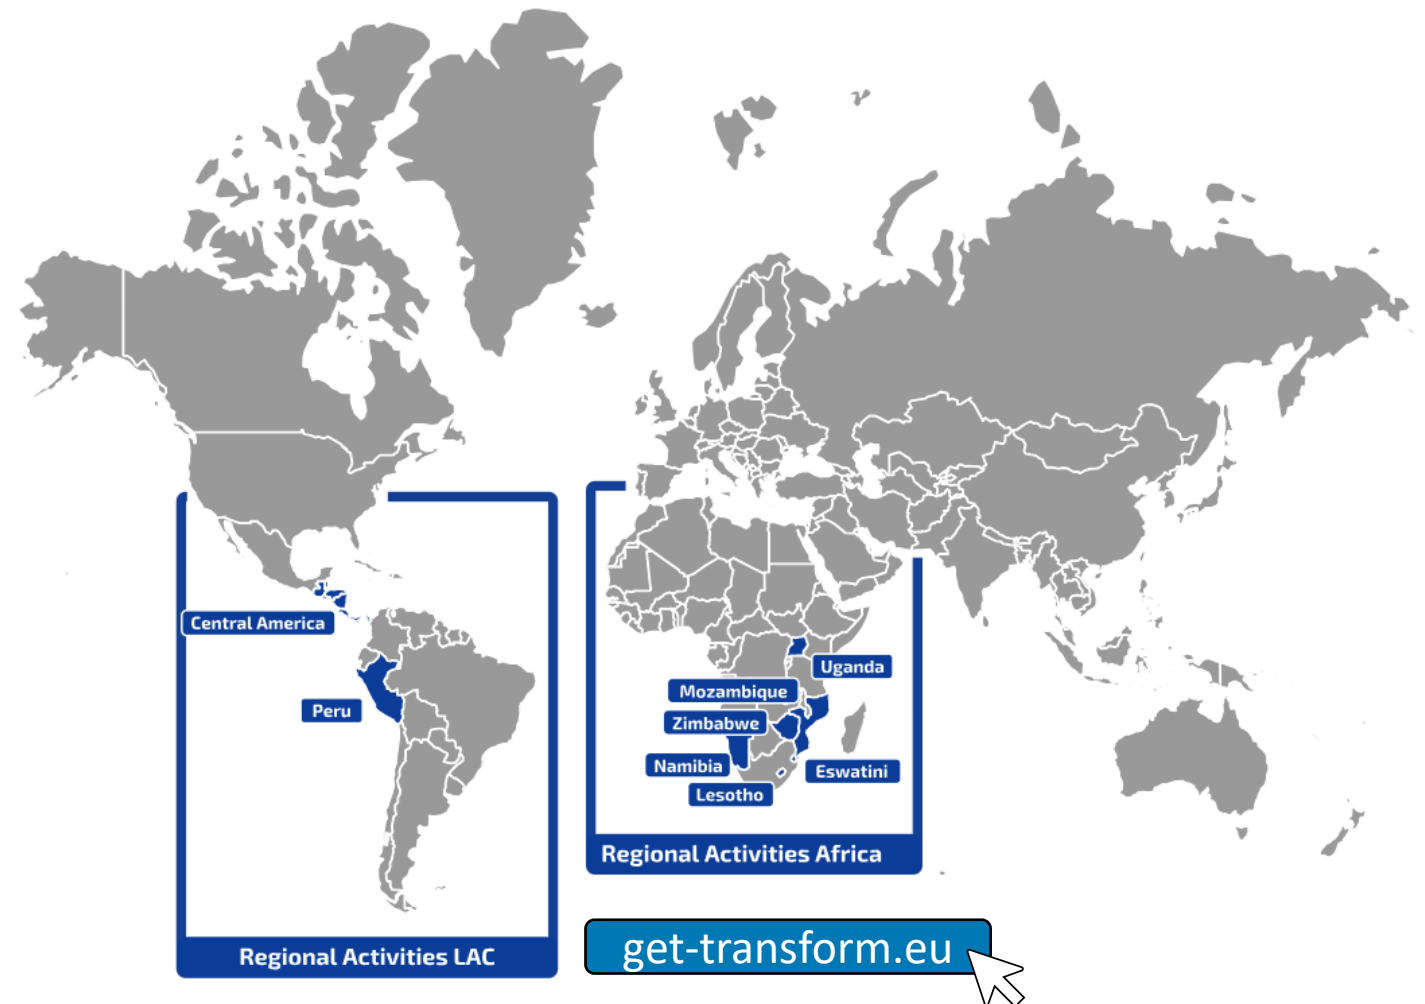 Central America
Peru
Regional Activities LAC
Uganda
Mozambique
Zimbabwe
Namibia
Eswatini
Lesotho
Regional Activities Africa
get-transform.eu